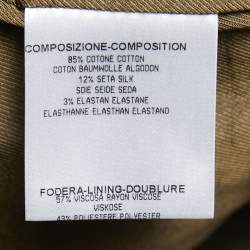 COMPOSIZIONE-COMPOSITION
85% COTONE COTTON
COTON BAUMWOLLE ALGODON
12% SETA SILK
SOIE SEIDE SEDA
3% ELASTAN ELASTANE
ELASTHANNE ELASTHAN ELASTANO
FODERA-LINING-DOUBLURE
57% VISCOSA RAYON VISCOSE
VISKOSE
43% POLIESTERE POLYESTER